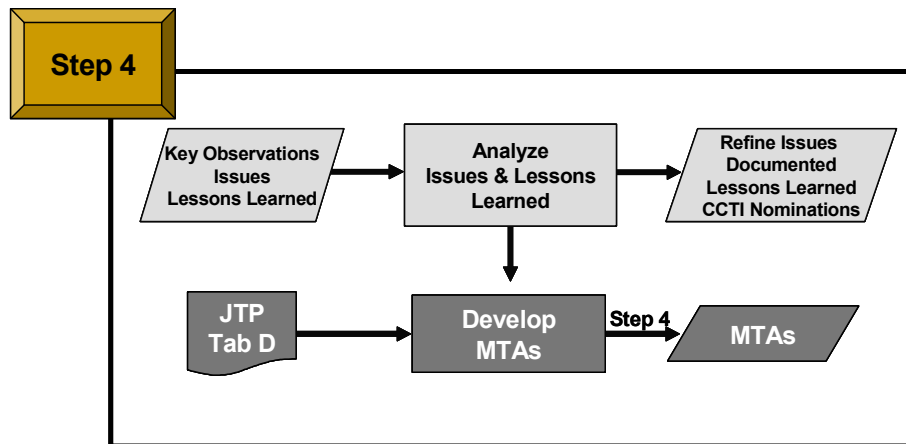 Step 4
Key Observations
Issues
Lessons Learned
Analyze
Issues & Lessons
Learned
Refine Issues
Documented
Lessons Learned
CCTI Nominations
JTP
Tab D
Develop
MTAs
Step 4
MTAs